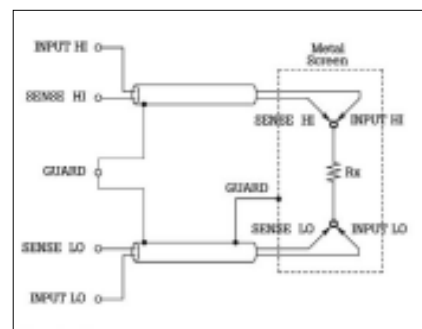 INPUT HI
Metal
Screen
SENSE HI
SENSE HI
INPUT HI
GUARD
Rx
GUARD
SENSE LO
INPUT LO
SENSE LO
INPUT LO